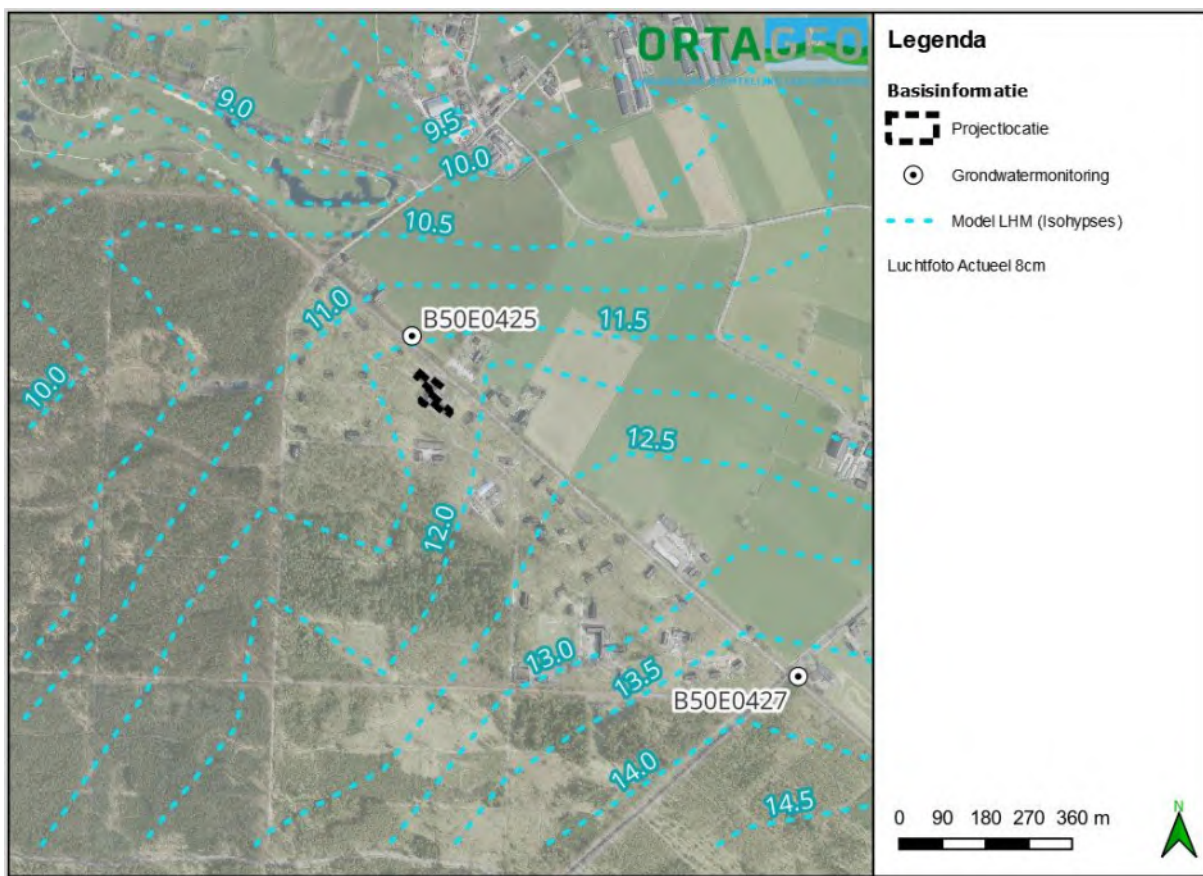 ORTAGEO
9.0
9.5
10.0
10.5
11.0
B50E0425
11.5
10.0
12.5
12.0
13.0
13.5
B50E0427
14.0
14.5
Legenda
Basisinformatie
Projectlocatie
Grondwatermonitoring
Model LHM (Isohypses)
Luchtfoto Actueel 8cm
0 90 180 270 360 m
N